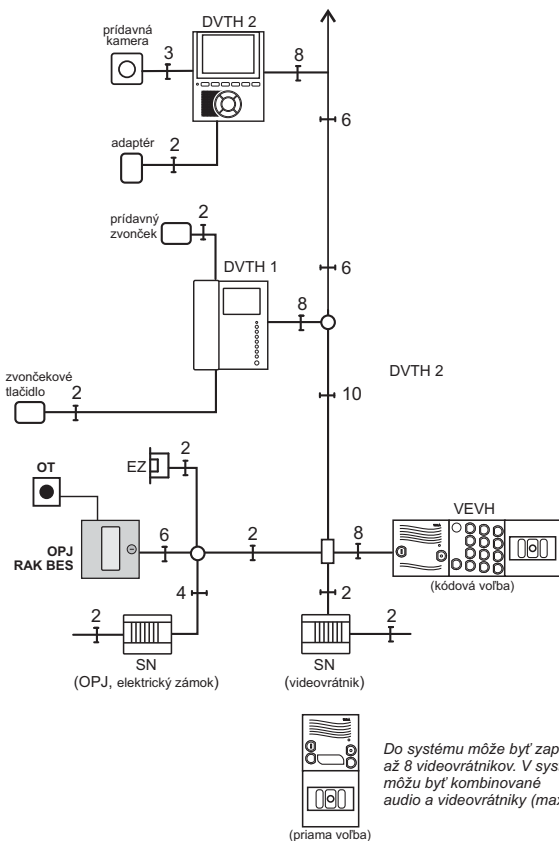 DVTH 2
prídavná
kamera
3
8
6
adaptér
2
prídavný
zvonček
2
6
DVTH 1
8
DVTH 2
zvončekové
tlačidlo
2
10
EZ
2
OT
VEVH
OPJ
RAK BES
6
2
8
(kódová voľba)
4
2
2
2
SN
(OPJ, elektrický zámok)
SN
(videovrátnik)
Do systému môže byť zap
až 8 videovrátnikov. V sys
môžu byť kombinované
audio a videovrátniky (max
(priama voľba)